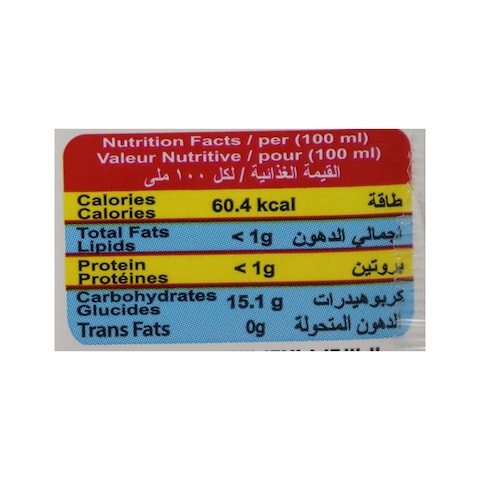 Nutrition Facts / per (100 ml)
Valeur Nutritive / pour (100 ml)
القيمة الغذائية / لكل ١٠٠ ملى
Calories 60.4 kcal طاقة
Calories
Total Fats < 1g أجمالي الدهون
Lipids
Protein < 1g بروتين
Protéines
Carbohydrates 15.1 g كربوهيدرات
Glucides
Trans Fats 0g الدهون المتحولة